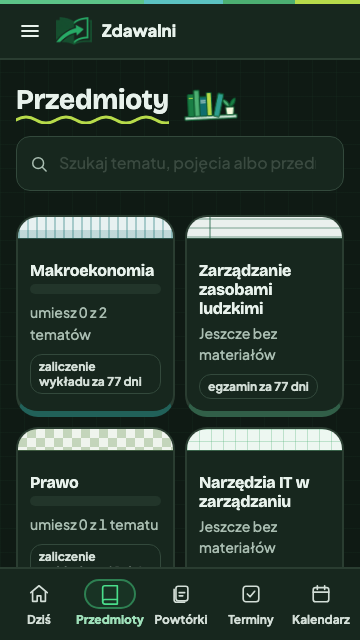 Zdawalni
Przedmioty
Szukaj tematu, pojęcia albo przed
Makroekonomia
umiesz 0 z 2
tematów
zaliczenie
wykładu za 77 dni
Zarządzanie
zasobami
ludzkimi
Jeszcze bez
materiałów
egzamin za 77 dni
Prawo
umiesz 0 z 1 tematu
zaliczenie
Narzędzia IT w
zarządzaniu
Jeszcze bez
materiałów
Dziś
Przedmioty
Powtórki
Terminy
Kalendarz